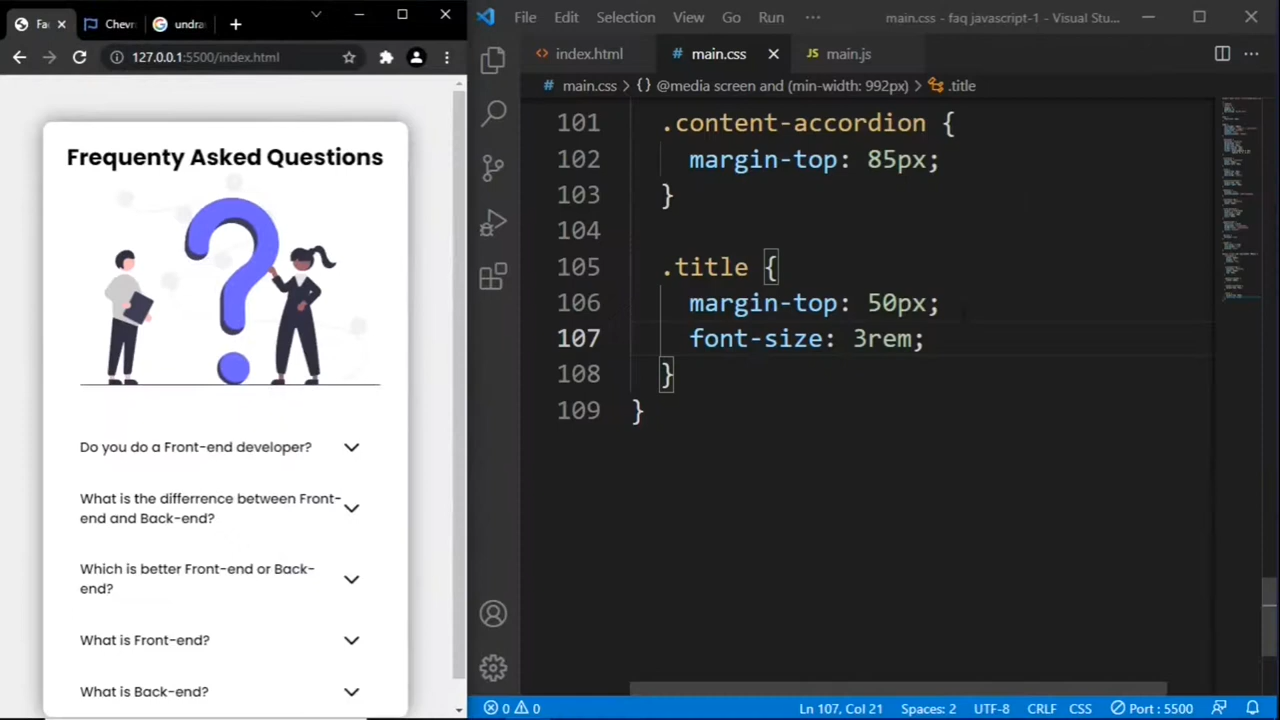 Fa
Chevr
undra
127.0.0.1:5500/index.html
Frequenty Asked Questions
Do you do a Front-end developer?
What is the differrence between Front-
end and Back-end?
Which is better Front-end or Back-
end?
What is Front-end?
What is Back-end?
File Edit Selection View Go Run ··· main.css - faq javascript-1 - Visual Stu...
index.html # main.css JS main.js
# main.css > {} @media screen and (min-width: 992px) > .title
101 .content-accordion {
102 margin-top: 85px;
103 }
104
105 .title {
106 margin-top: 50px;
107 font-size: 3rem;
108 }
109 }
0 0 Ln 107, Col 21 Spaces: 2 UTF-8 CRLF CSS Port : 5500